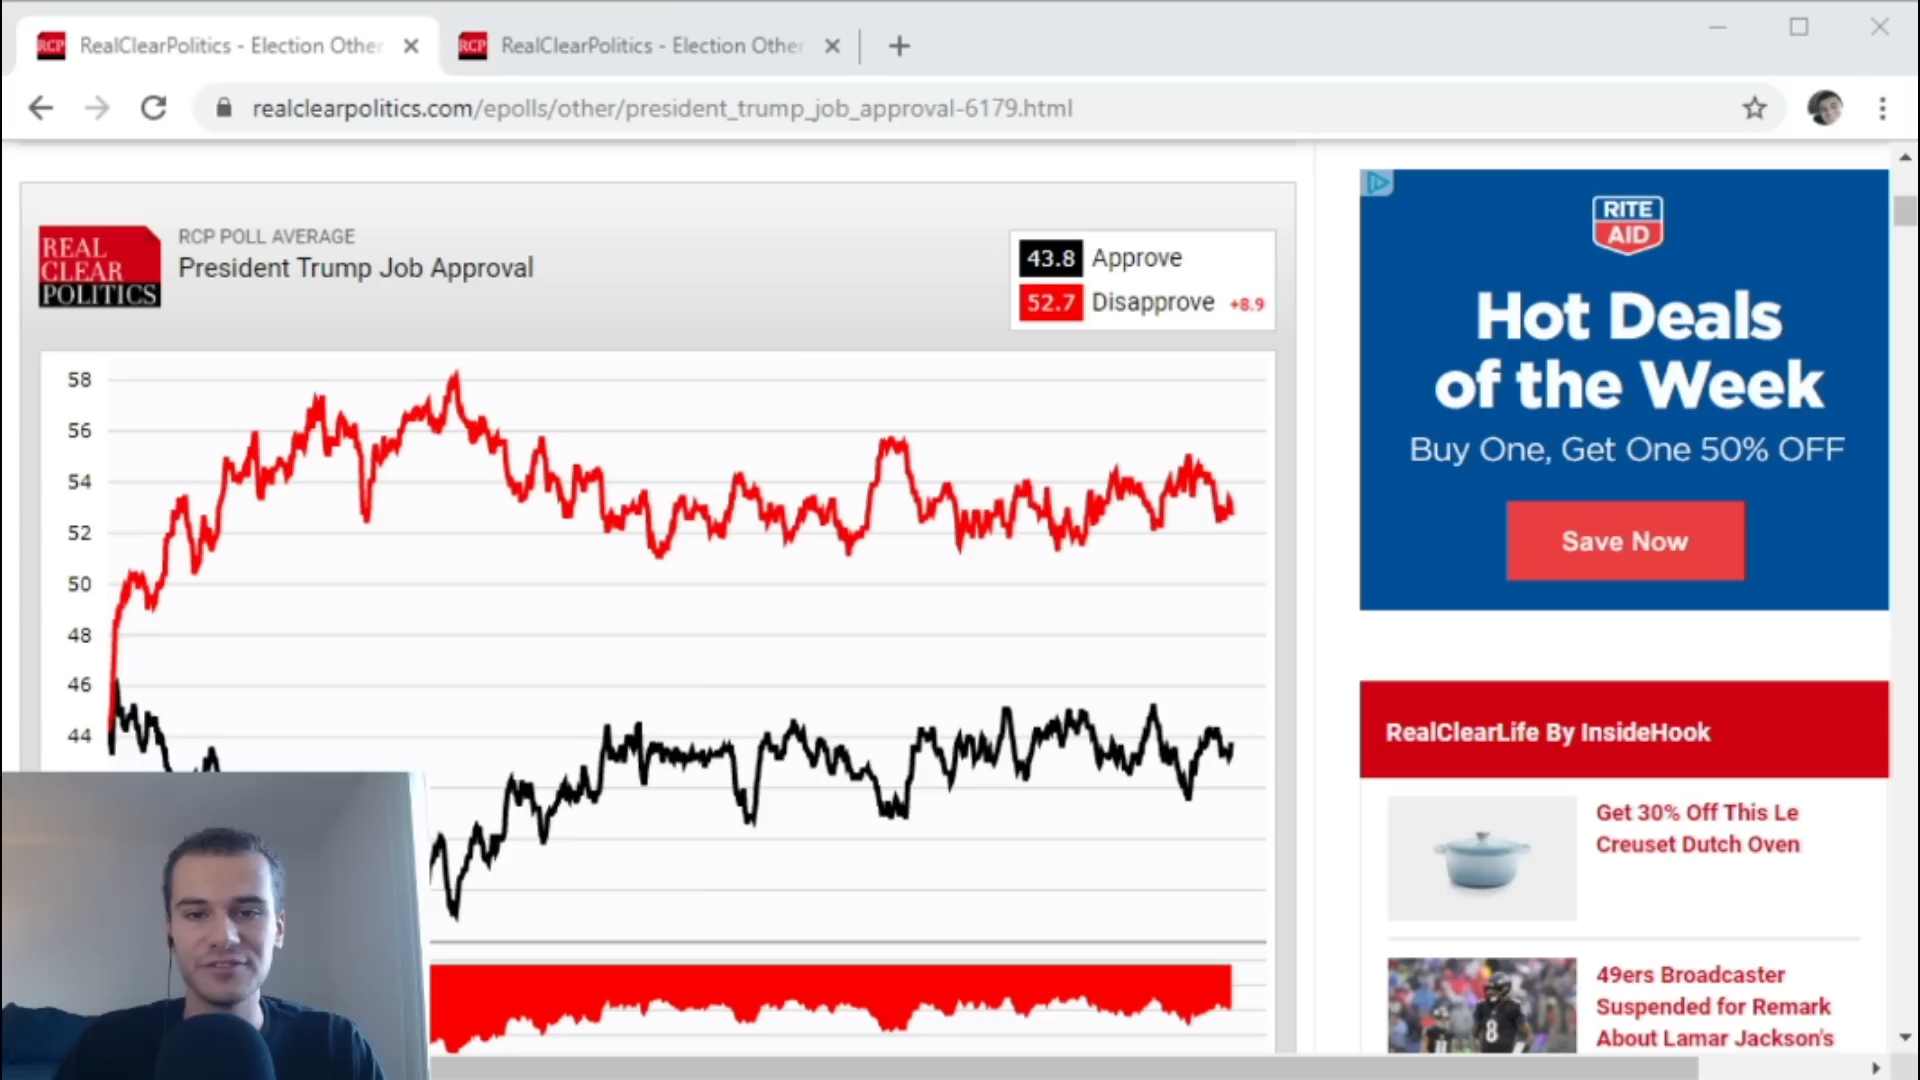 RCP
RealClearPolitics - Election Other
RCP
RealClearPolitics - Election Other
realclearpolitics.com/epolls/other/president_trump_job_approval-6179.html
REAL
CLEAR
POLITICS
RCP POLL AVERAGE
President Trump Job Approval
43.8 Approve
52.7 Disapprove +8.9
58
56
54
52
50
48
46
44
RITE
AID
Hot Deals
of the Week
Buy One, Get One 50% OFF
Save Now
RealClearLife By InsideHook
Get 30% Off This Le
Creuset Dutch Oven
49ers Broadcaster
Suspended for Remark
About Lamar Jackson's
8